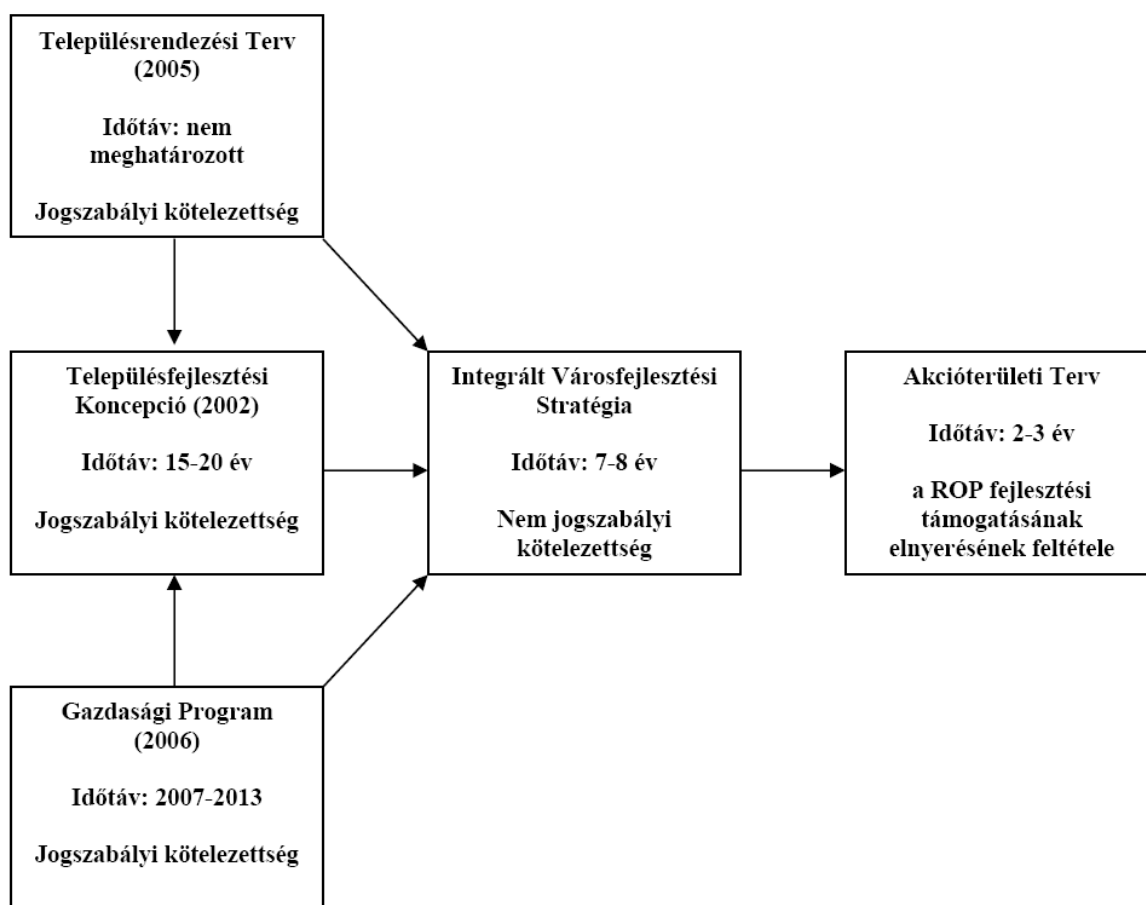 Településrendezési Terv
(2005)
Időtáv: nem
meghatározott
Jogszabályi kötelezettség
Településfejlesztési
Koncepció (2002)
Időtáv: 15-20 év
Jogszabályi kötelezettség
Integrált Városfejlesztési
Stratégia
Időtáv: 7-8 év
Nem jogszabályi
kötelezettség
Akcióterületi Terv
Időtáv: 2-3 év
a ROP fejlesztési
támogatásának
elnyerésének feltétele
Gazdasági Program
(2006)
Időtáv: 2007-2013
Jogszabályi kötelezettség